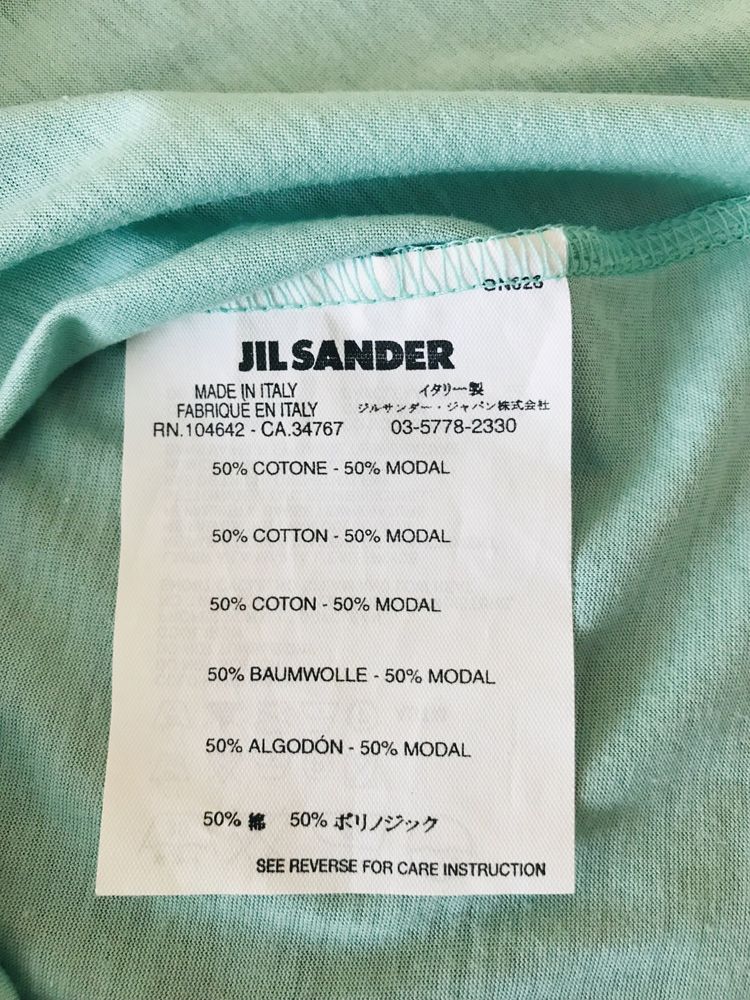 JIL SANDER
MADE IN ITALY
FABRIQUE EN ITALY
RN.104642 - CA.34767
イタリー製
ジルサンダー・ジャパン株式会社
03-5778-2330
50% COTONE - 50% MODAL
50% COTTON - 50% MODAL
50% COTON - 50% MODAL
50% BAUMWOLLE - 50% MODAL
50% ALGODÓN - 50% MODAL
50% 綿 50% ポリノジック
SEE REVERSE FOR CARE INSTRUCTION